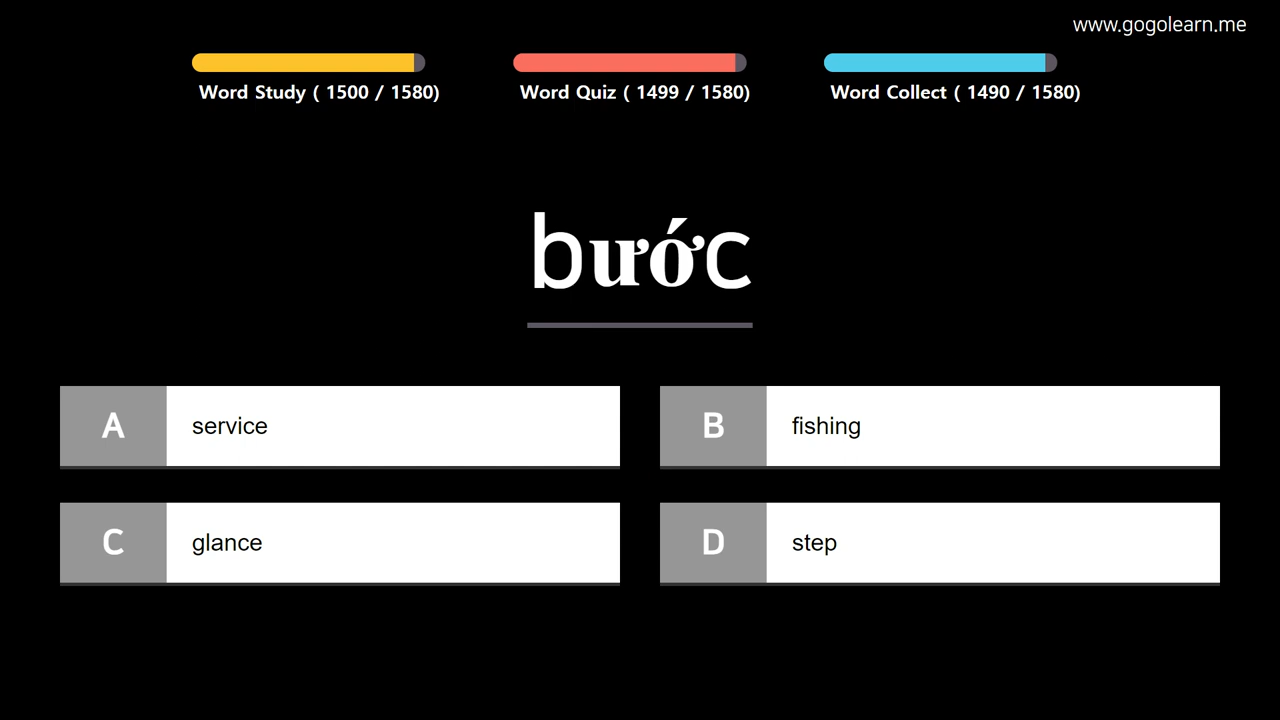 www.gogolearn.me
Word Study ( 1500 / 1580)
Word Quiz ( 1499 / 1580)
Word Collect ( 1490 / 1580)
bước
A service
B fishing
C glance
D step